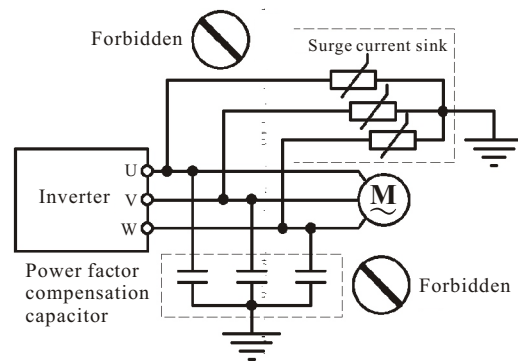 Forbidden
Surge current sink
U
Inverter
V
W
M
~
Power factor
compensation
capacitor
Forbidden